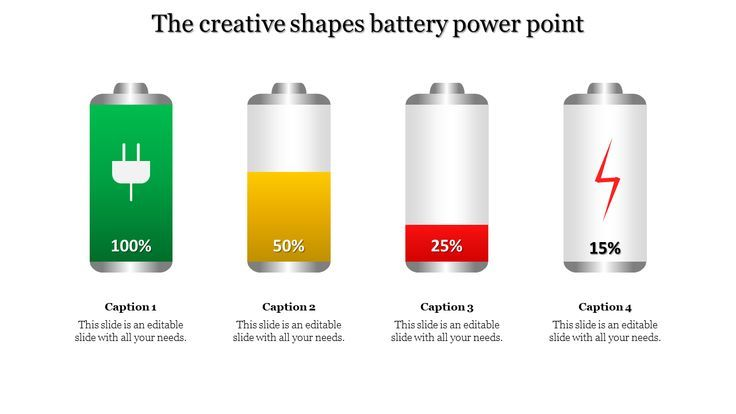 The creative shapes battery power point
100%
50%
25%
15%
Caption 1
This slide is an editable
slide with all your needs.
Caption 2
This slide is an editable
slide with all your needs.
Caption 3
This slide is an editable
slide with all your needs.
Caption 4
This slide is an editable
slide with all your needs.